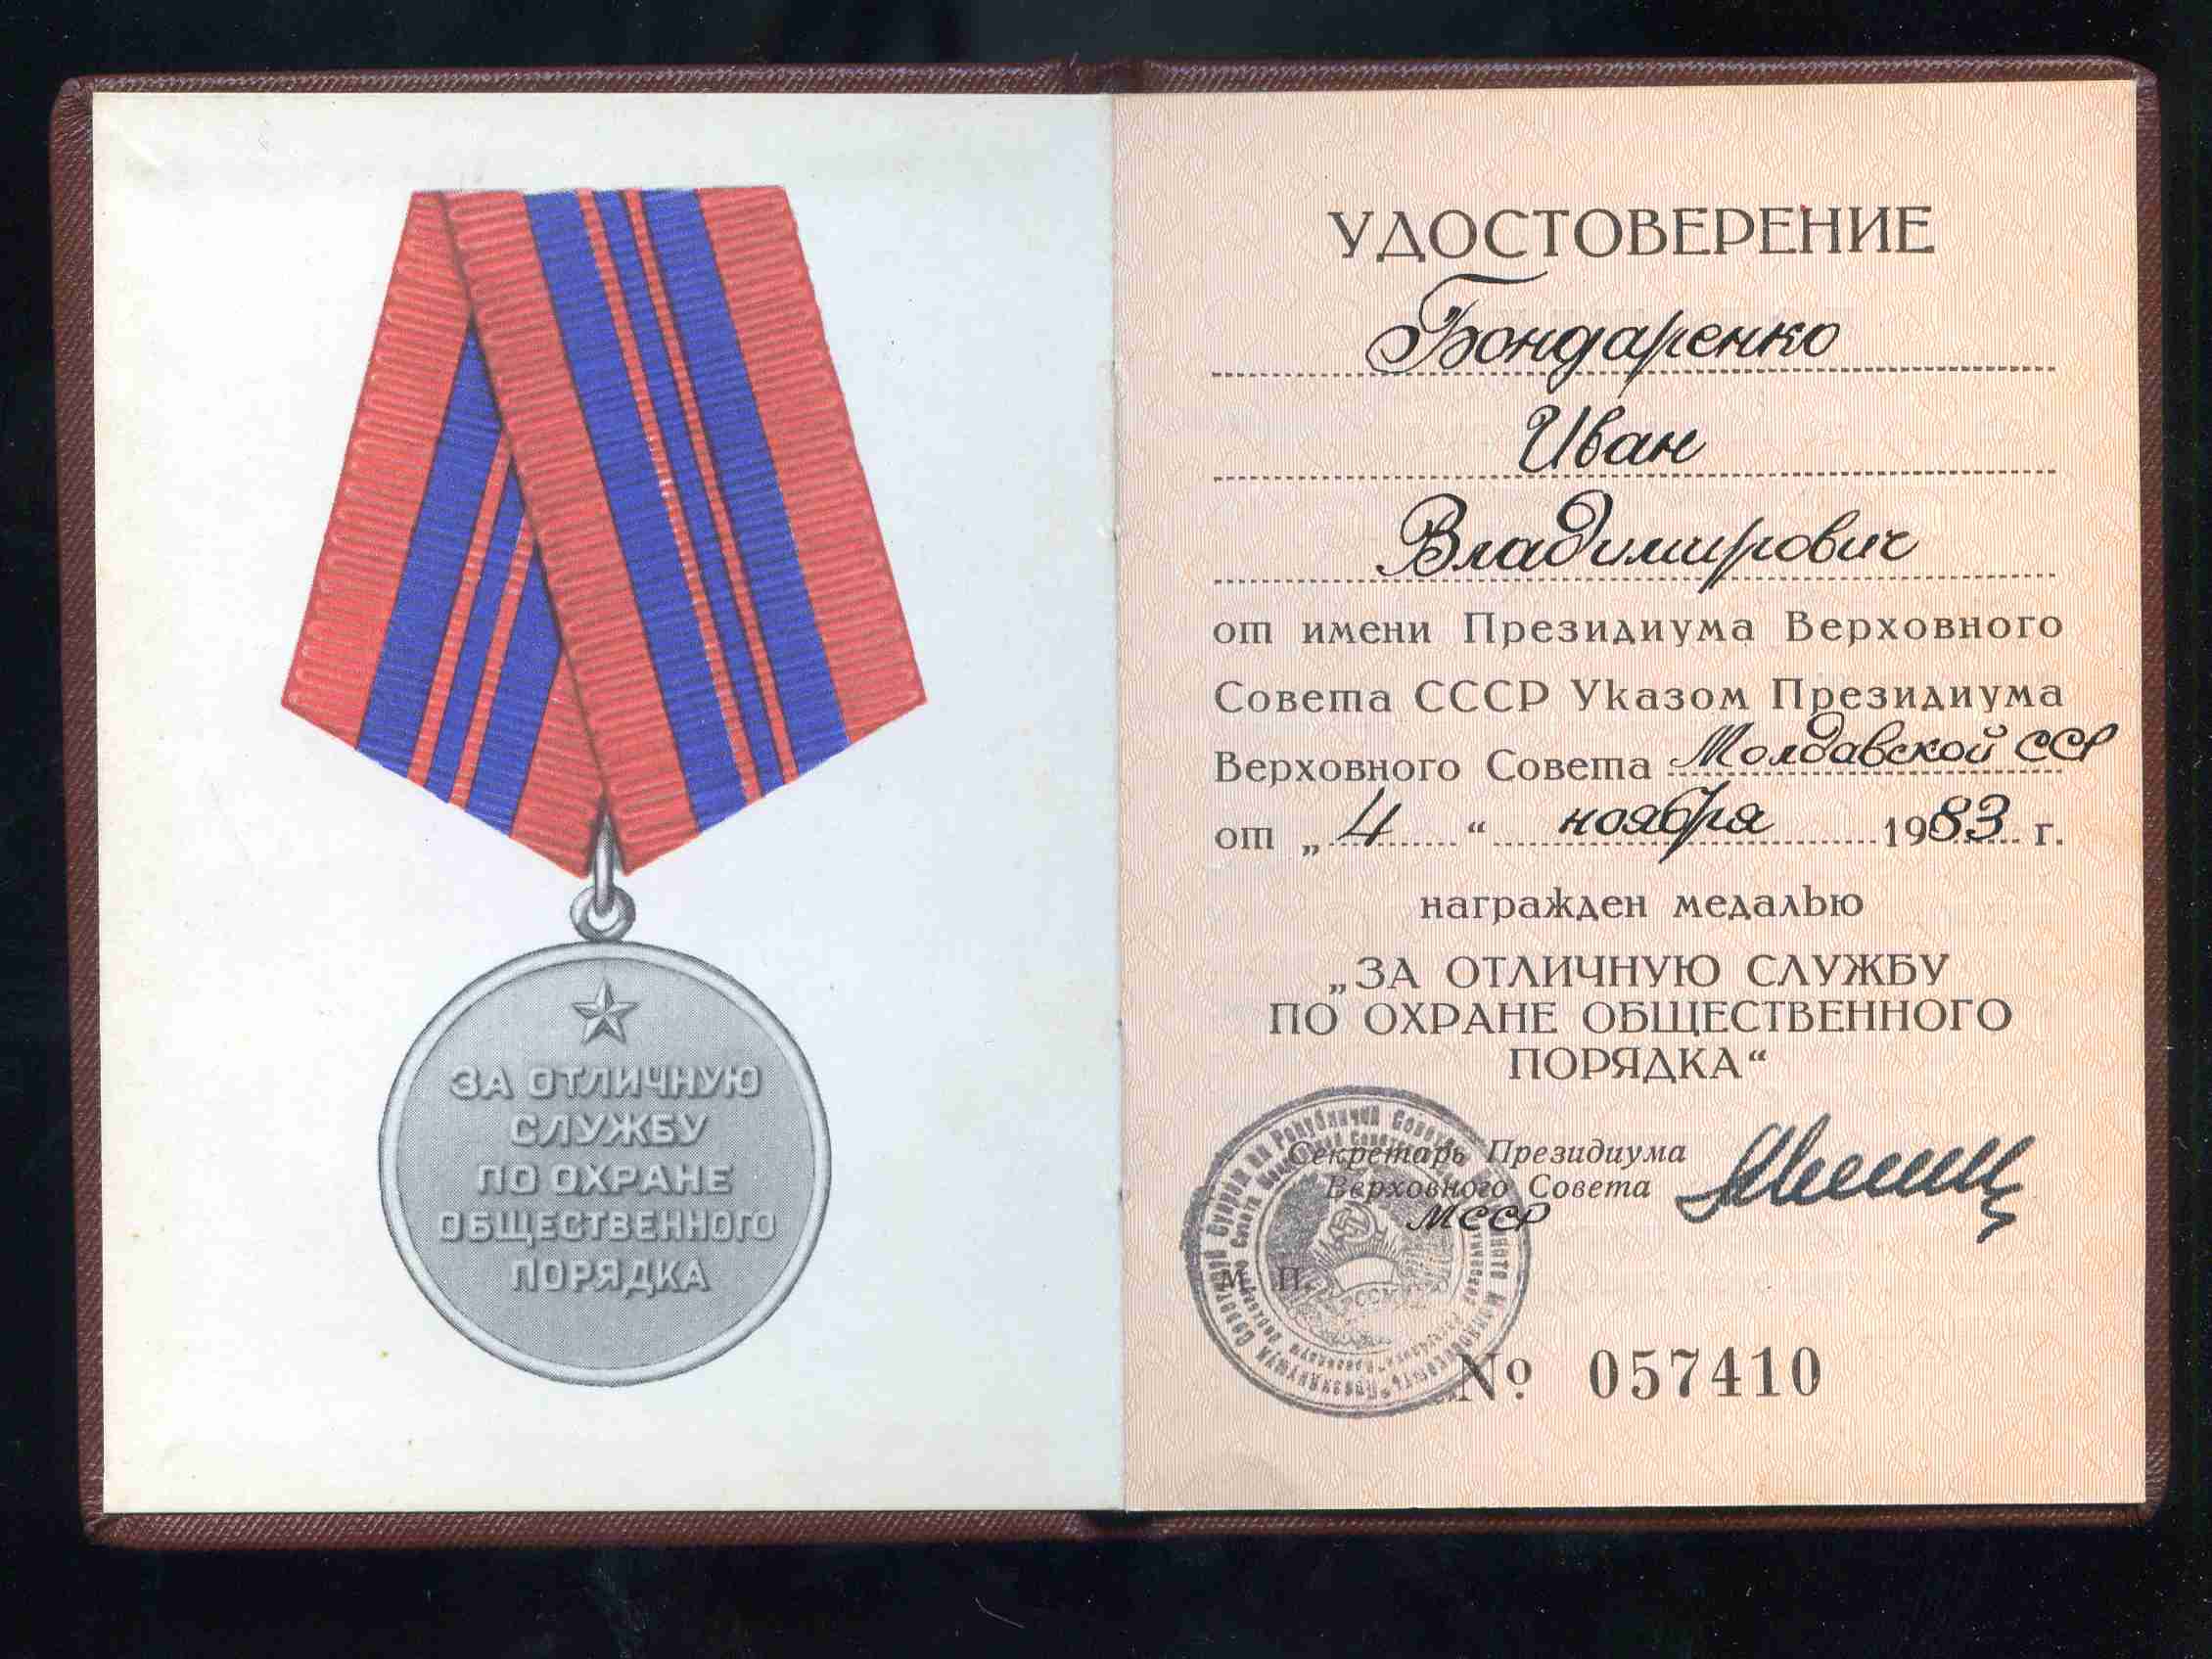 ЗА ОТЛИЧНУЮ
СЛУЖБУ
ПО ОХРАНЕ
ОБЩЕСТВЕННОГО
ПОРЯДКА
УДОСТОВЕРЕНИЕ
Бондаренко
Иван
Владимирович
от имени Президиума Верховного
Совета СССР Указом Президиума
Верховного Совета Молдавской ССР
от „ 4 “ ноября 1983 г.
награжден медалью
„ЗА ОТЛИЧНУЮ СЛУЖБУ
ПО ОХРАНЕ ОБЩЕСТВЕННОГО
ПОРЯДКА“
Секретарь Президиума
Верховного Совета
МССР
М. П.
№ 057410